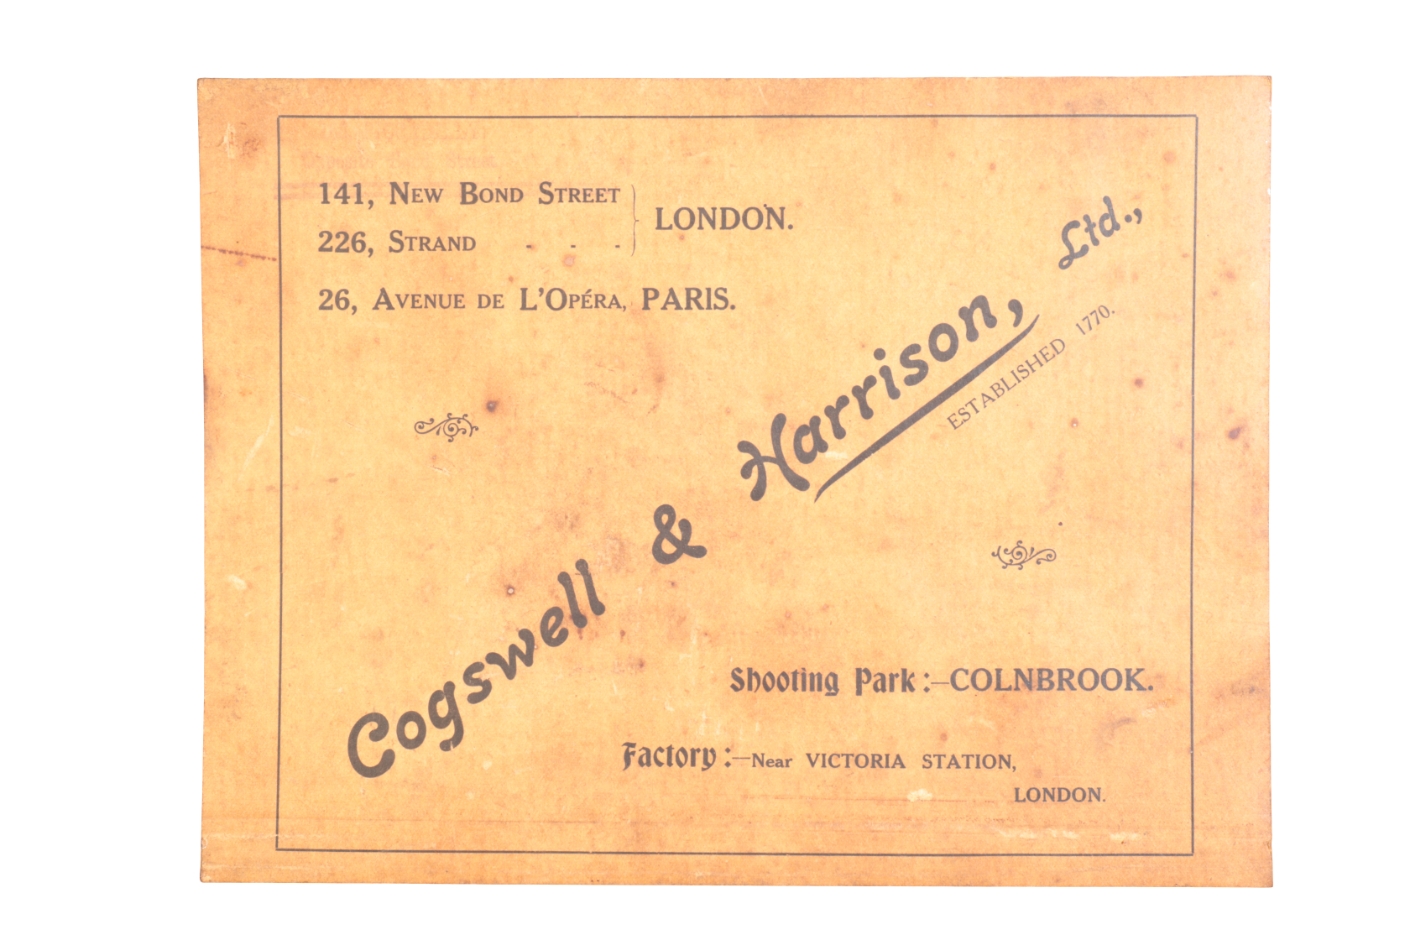 141, NEW BOND STREET
226, STRAND - - -
LONDON.
26, AVENUE DE L'OPÉRA, PARIS.
Cogswell & Harrison, Ltd.,
ESTABLISHED 1770.
Shooting Park:—COLNBROOK.
Factory:—Near VICTORIA STATION,
LONDON.